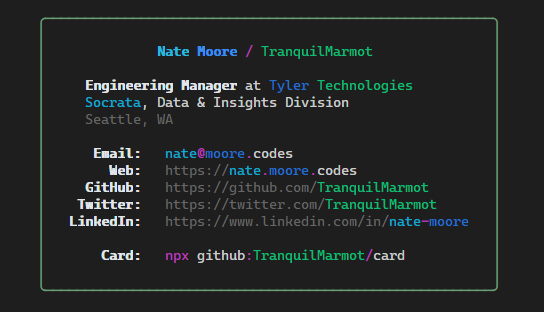 Nate Moore / TranquilMarmot
Engineering Manager at Tyler Technologies
Socrata, Data & Insights Division
Seattle, WA
Email: nate@moore.codes
Web: https://nate.moore.codes
GitHub: https://github.com/TranquilMarmot
Twitter: https://twitter.com/TranquilMarmot
LinkedIn: https://www.linkedin.com/in/nate-moore
Card: npx github:TranquilMarmot/card